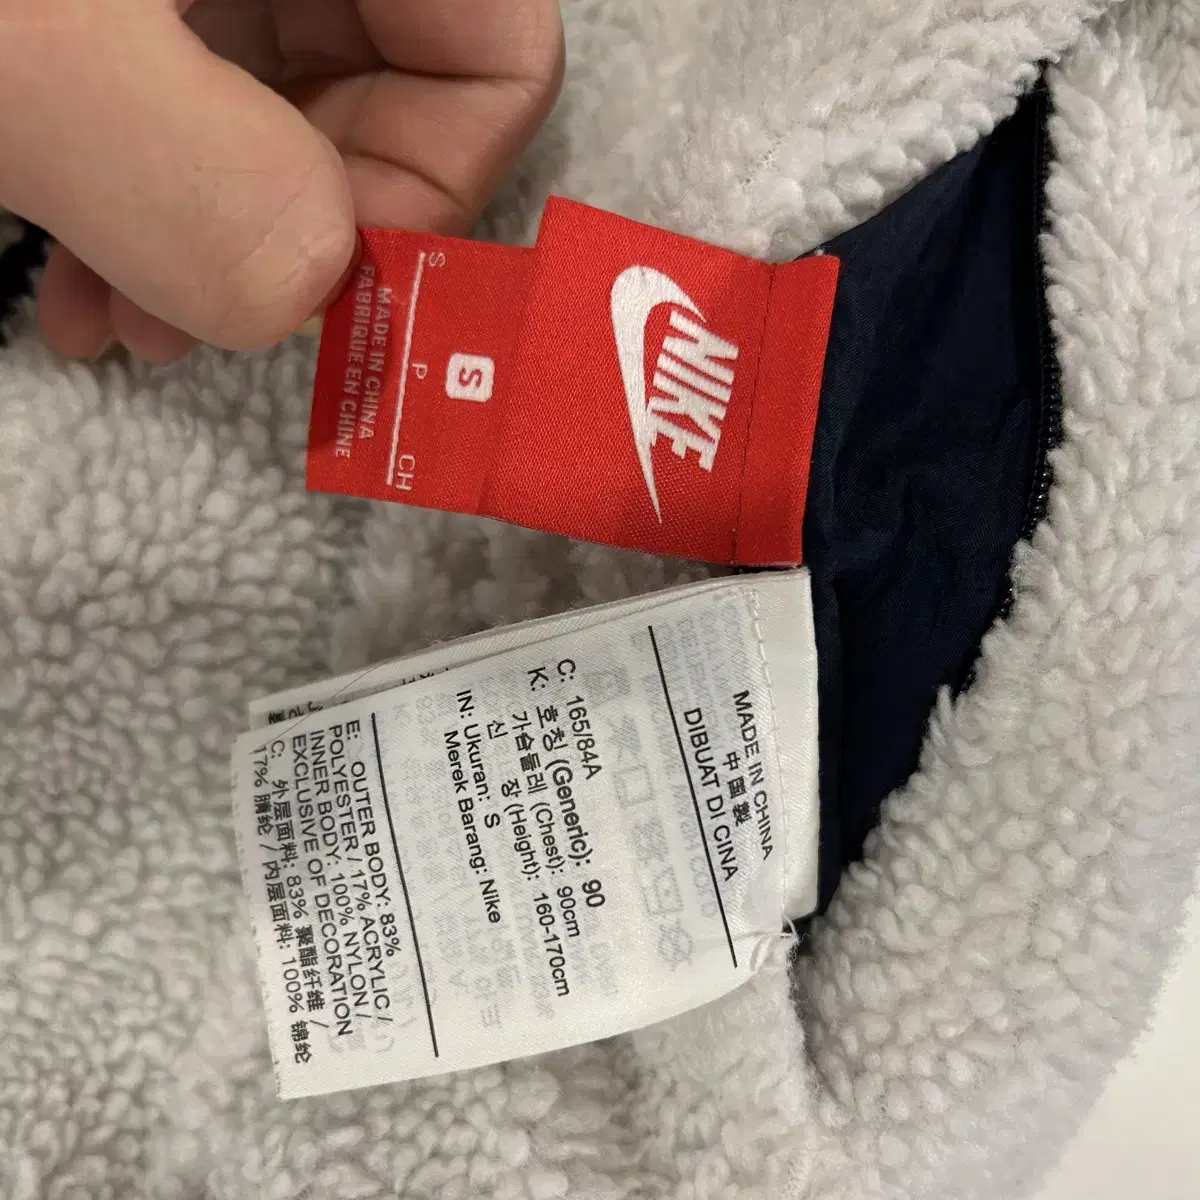 NIKE
S
S P CH
MADE IN CHINA
FABRIQUE EN CHINE
MADE IN CHINA
中国製
DIBUAT DI CINA
C: 165/84A
K: 호칭 (Generic): 90
가슴둘레 (Chest): 90cm
신 장 (Height): 160-170cm
IN: Ukuran: S
Merek Barang: Nike
E: OUTER BODY: 83%
POLYESTER / 17% ACRYLIC /
INNER BODY: 100% NYLON /
EXCLUSIVE OF DECORATION
C: 外层面料: 83% 聚酯纤维 /
17% 腈纶 / 内层面料: 100% 锦纶